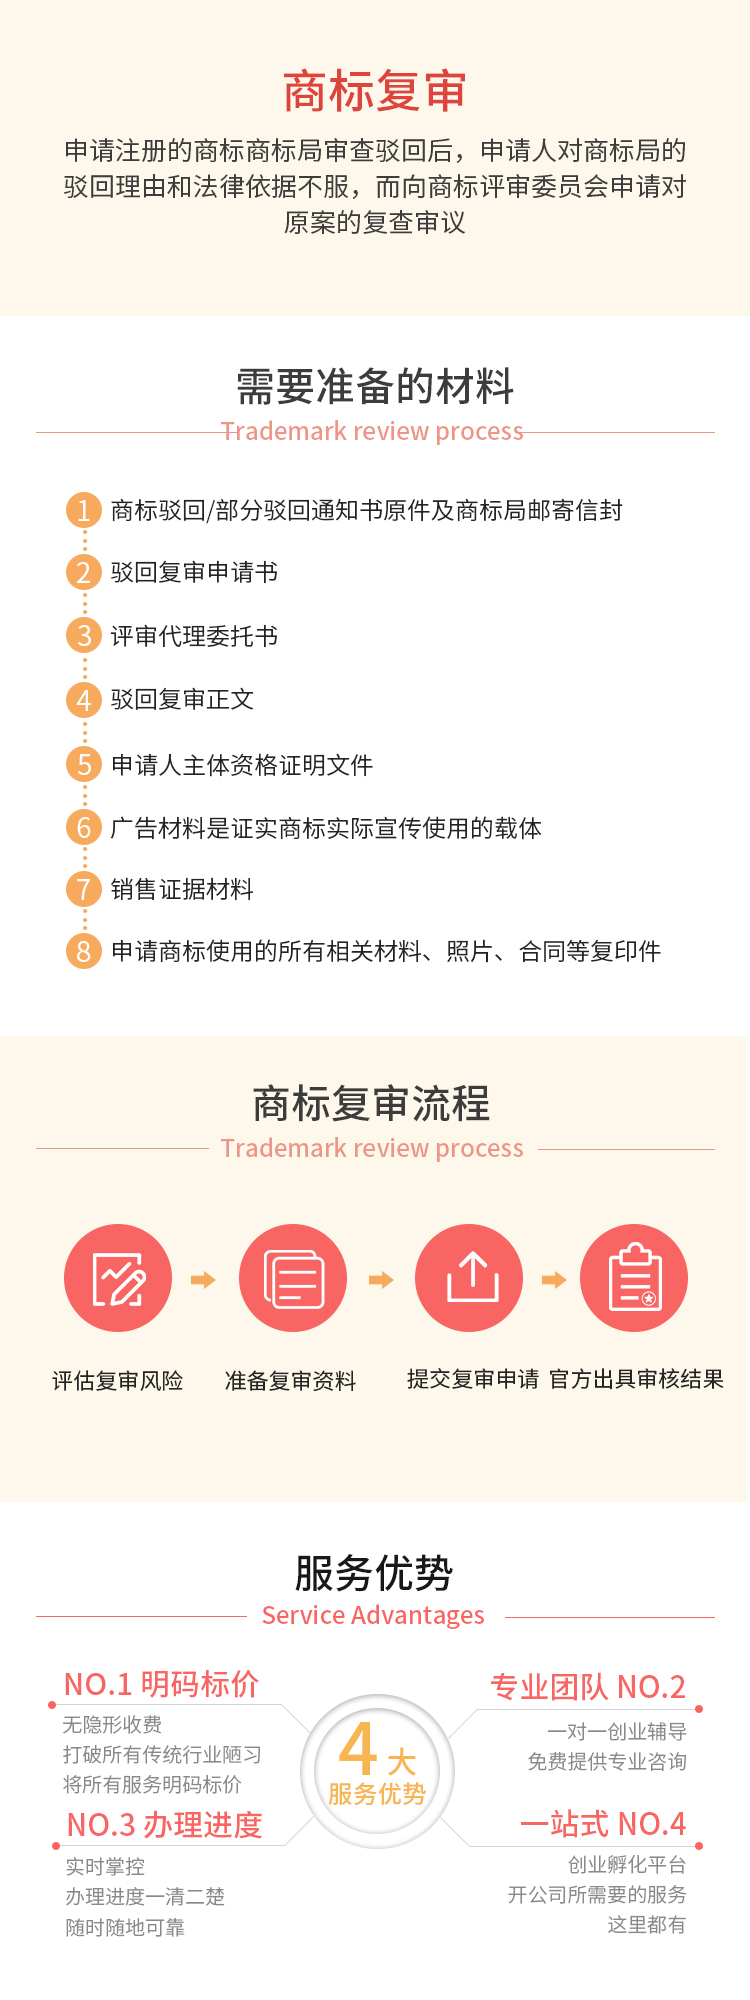 商标复审
申请注册的商标商标局审查驳回后，申请人对商标局的
驳回理由和法律依据不服，而向商标评审委员会申请对
原案的复查审议
需要准备的材料
Trademark review process
1 商标驳回/部分驳回通知书原件及商标局邮寄信封
2 驳回复审申请书
3 评审代理委托书
4 驳回复审正文
5 申请人主体资格证明文件
6 广告材料是证实商标实际宣传使用的载体
7 销售证据材料
8 申请商标使用的所有相关材料、照片、合同等复印件
商标复审流程
Trademark review process
评估复审风险
准备复审资料
提交复审申请
官方出具审核结果
服务优势
Service Advantages
NO.1 明码标价
无隐形收费
打破所有传统行业陋习
将所有服务明码标价
专业团队 NO.2
一对一创业辅导
免费提供专业咨询
4大
服务优势
NO.3 办理进度
实时掌控
办理进度一清二楚
随时随地可靠
一站式 NO.4
创业孵化平台
开公司所需要的服务
这里都有